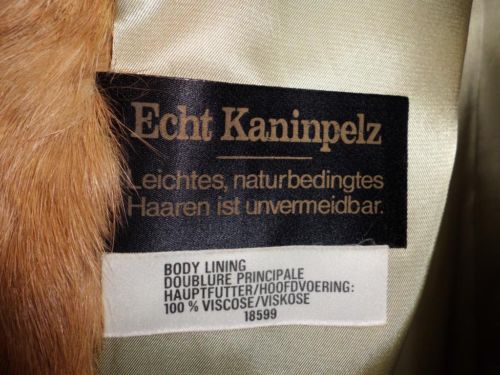 Echt Kaninpelz
Leichtes, naturbedingtes
Haaren ist unvermeidbar.
BODY LINING
DOUBLURE PRINCIPALE
HAUPTFUTTER/HOOFDVOERING:
100 % VISCOSE/VISKOSE
18599